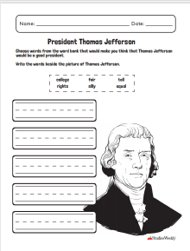 Name: Date:
President Thomas Jefferson
Choose words from the word bank that would make you think that Thomas Jefferson
would be a good president.
Write the words beside the picture of Thomas Jefferson.
college fair tall
rights silly equal
Studies Weekly